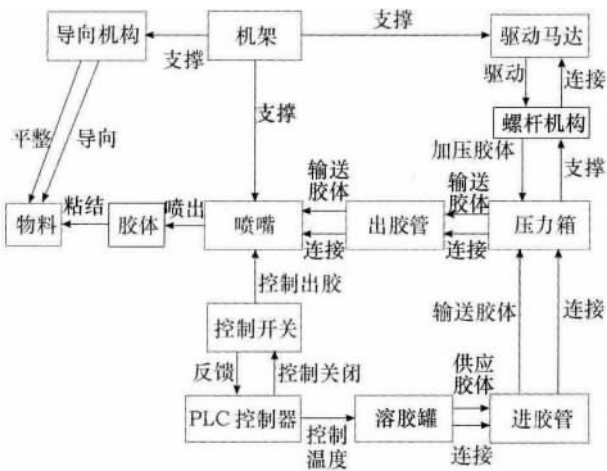 导向机构
机架
驱动马达
支撑
支撑
支撑
驱动
连接
平整
导向
螺杆机构
加压胶体
支撑
物料
粘结
胶体
喷出
喷嘴
输送
胶体
连接
出胶管
输送
胶体
连接
压力箱
控制出胶
控制开关
输送胶体
连接
反馈
控制关闭
PLC 控制器
控制
温度
溶胶罐
供应
胶体
连接
进胶管